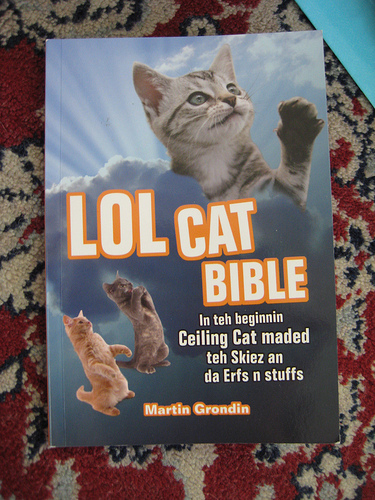 LOL CAT
BIBLE
In teh beginnin
Ceiling Cat maded
teh Skiez an
da Erfs n stuffs
Martin Grondin